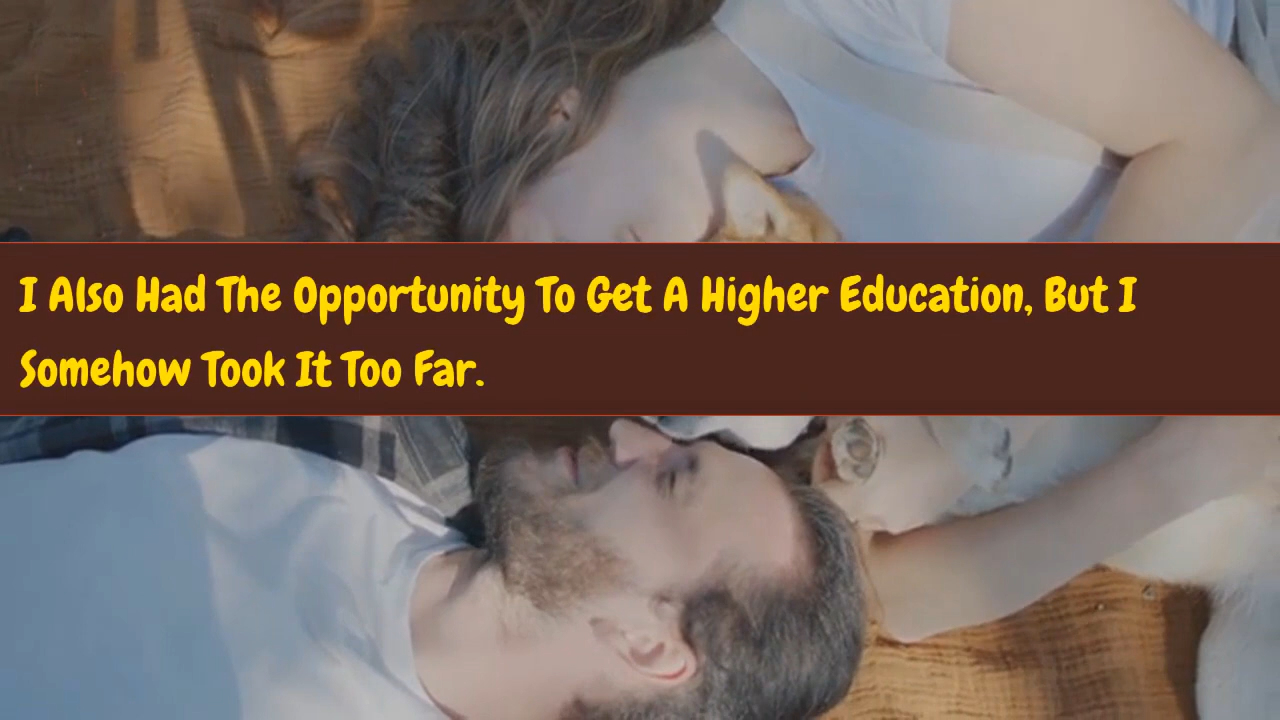 I Also Had The Opportunity To Get A Higher Education, But I
Somehow Took It Too Far.